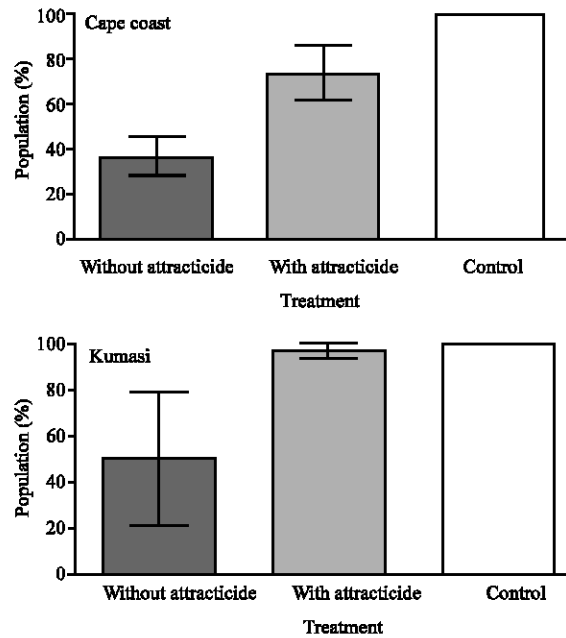 Cape coast
Population (%)
100
80
60
40
20
0
Without attracticide With attracticide Control
Treatment
Kumasi
Population (%)
100
80
60
40
20
0
Without attracticide With attracticide Control
Treatment